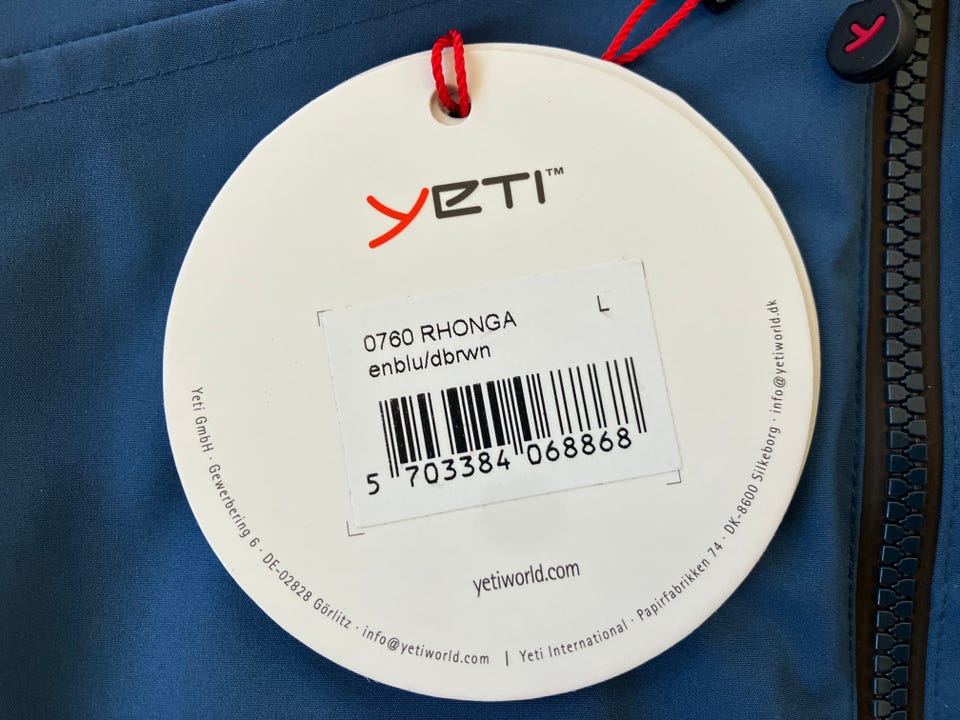 YETI™
0760 RHONGA L
enblu/dbrwn
5 703384 068868
yetiworld.com
Yeti GmbH · Gewerbering 6 · DE-02828 Görlitz · info@yetiworld.com | Yeti International · Papirfabrikken 74 · DK-8600 Silkeborg · info@yetiworld.dk